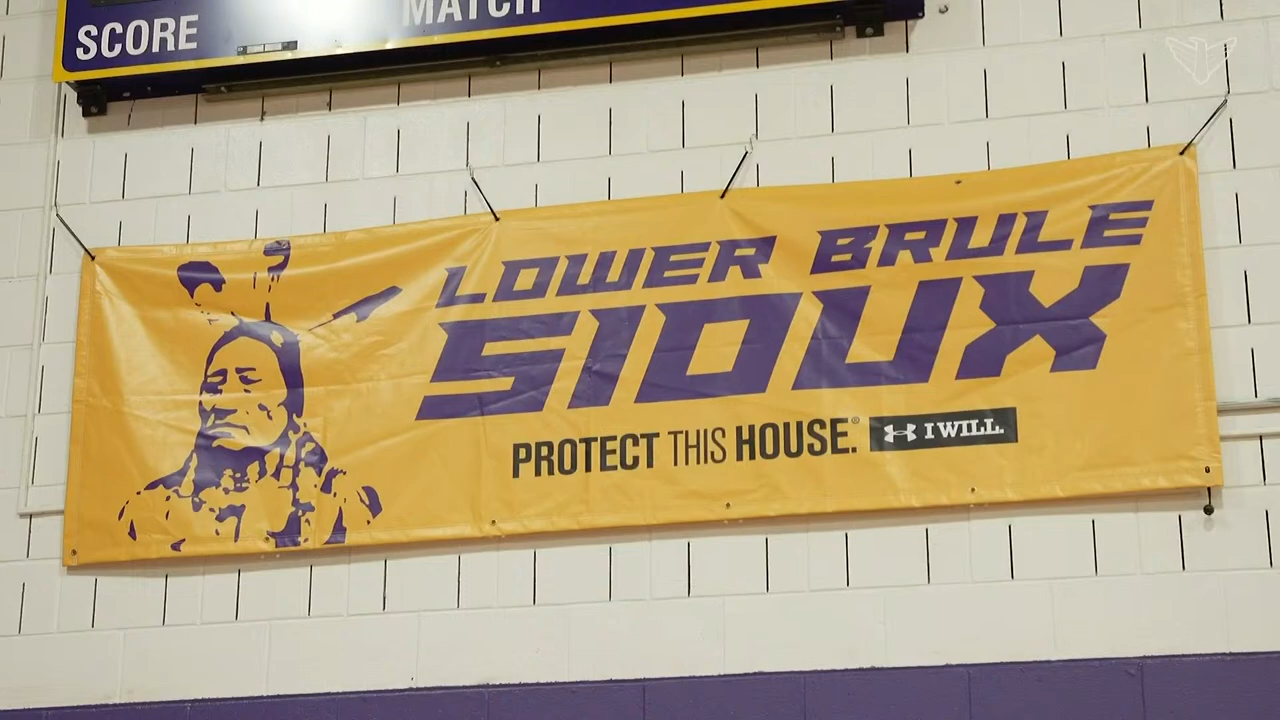 SCORE
MATCH
LOWER BRULE
SIOUX
PROTECT THIS HOUSE.® I WILL.